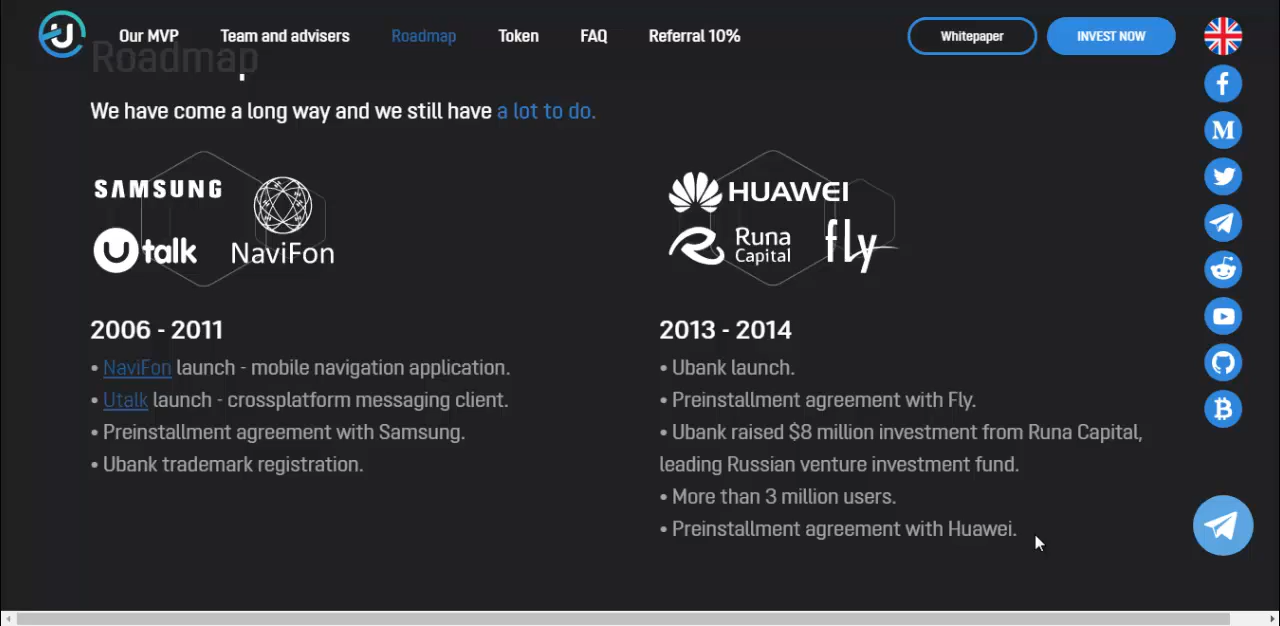 Our MVP Team and advisers Roadmap Token FAQ Referral 10% Whitepaper INVEST NOW
Roadmap
We have come a long way and we still have a lot to do.
SAMSUNG
Utalk NaviFon
HUAWEI
Runa Capital fly
2006 - 2011
• NaviFon launch - mobile navigation application.
• Utalk launch - crossplatform messaging client.
• Preinstallment agreement with Samsung.
• Ubank trademark registration.
2013 - 2014
• Ubank launch.
• Preinstallment agreement with Fly.
• Ubank raised $8 million investment from Runa Capital,
leading Russian venture investment fund.
• More than 3 million users.
• Preinstallment agreement with Huawei.